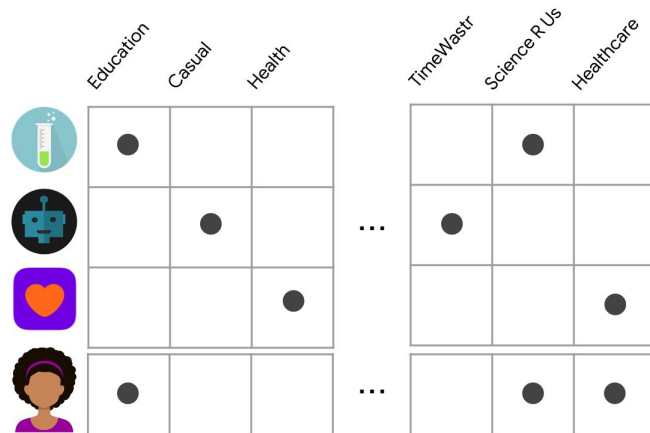 Education
Casual
Health
TimeWastr
Science R Us
Healthcare
...
...